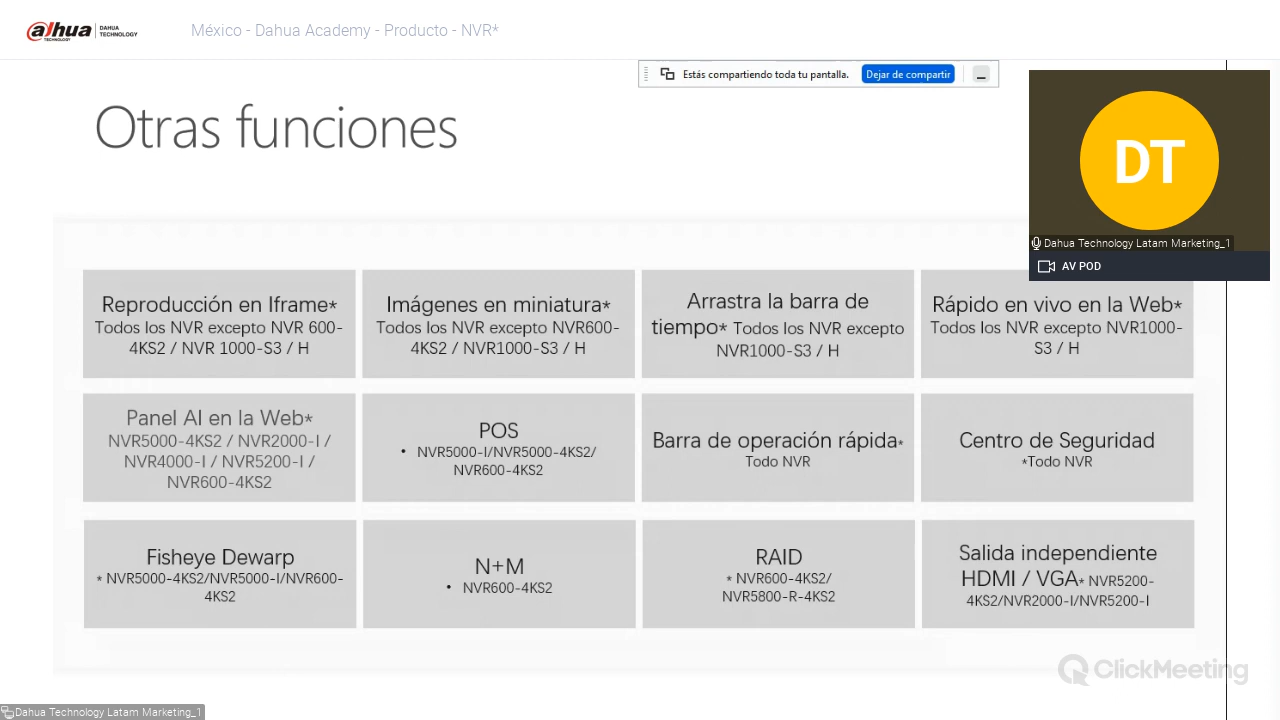 alhua
TECHNOLOGY
DAHUA
TECHNOLOGY
México - Dahua Academy - Producto - NVR*
Estás compartiendo toda tu pantalla.
Dejar de compartir
Otras funciones
DT
Dahua Technology Latam Marketing_1
AV POD
Reproducción en Iframe*
Todos los NVR excepto NVR 600-
4KS2 / NVR 1000-S3 / H
Imágenes en miniatura*
Todos los NVR excepto NVR600-
4KS2 / NVR1000-S3 / H
Arrastra la barra de
tiempo* Todos los NVR excepto
NVR1000-S3 / H
Rápido en vivo en la Web*
Todos los NVR excepto NVR1000-
S3 / H
Panel AI en la Web*
NVR5000-4KS2 / NVR2000-I /
NVR4000-I / NVR5200-I /
NVR600-4KS2
POS
• NVR5000-I/NVR5000-4KS2/
NVR600-4KS2
Barra de operación rápida*
Todo NVR
Centro de Seguridad
*Todo NVR
Fisheye Dewarp
* NVR5000-4KS2/NVR5000-I/NVR600-
4KS2
N+M
• NVR600-4KS2
RAID
* NVR600-4KS2/
NVR5800-R-4KS2
Salida independiente
HDMI / VGA* NVR5200-
4KS2/NVR2000-I/NVR5200-I
ClickMeeting
Dahua Technology Latam Marketing_1